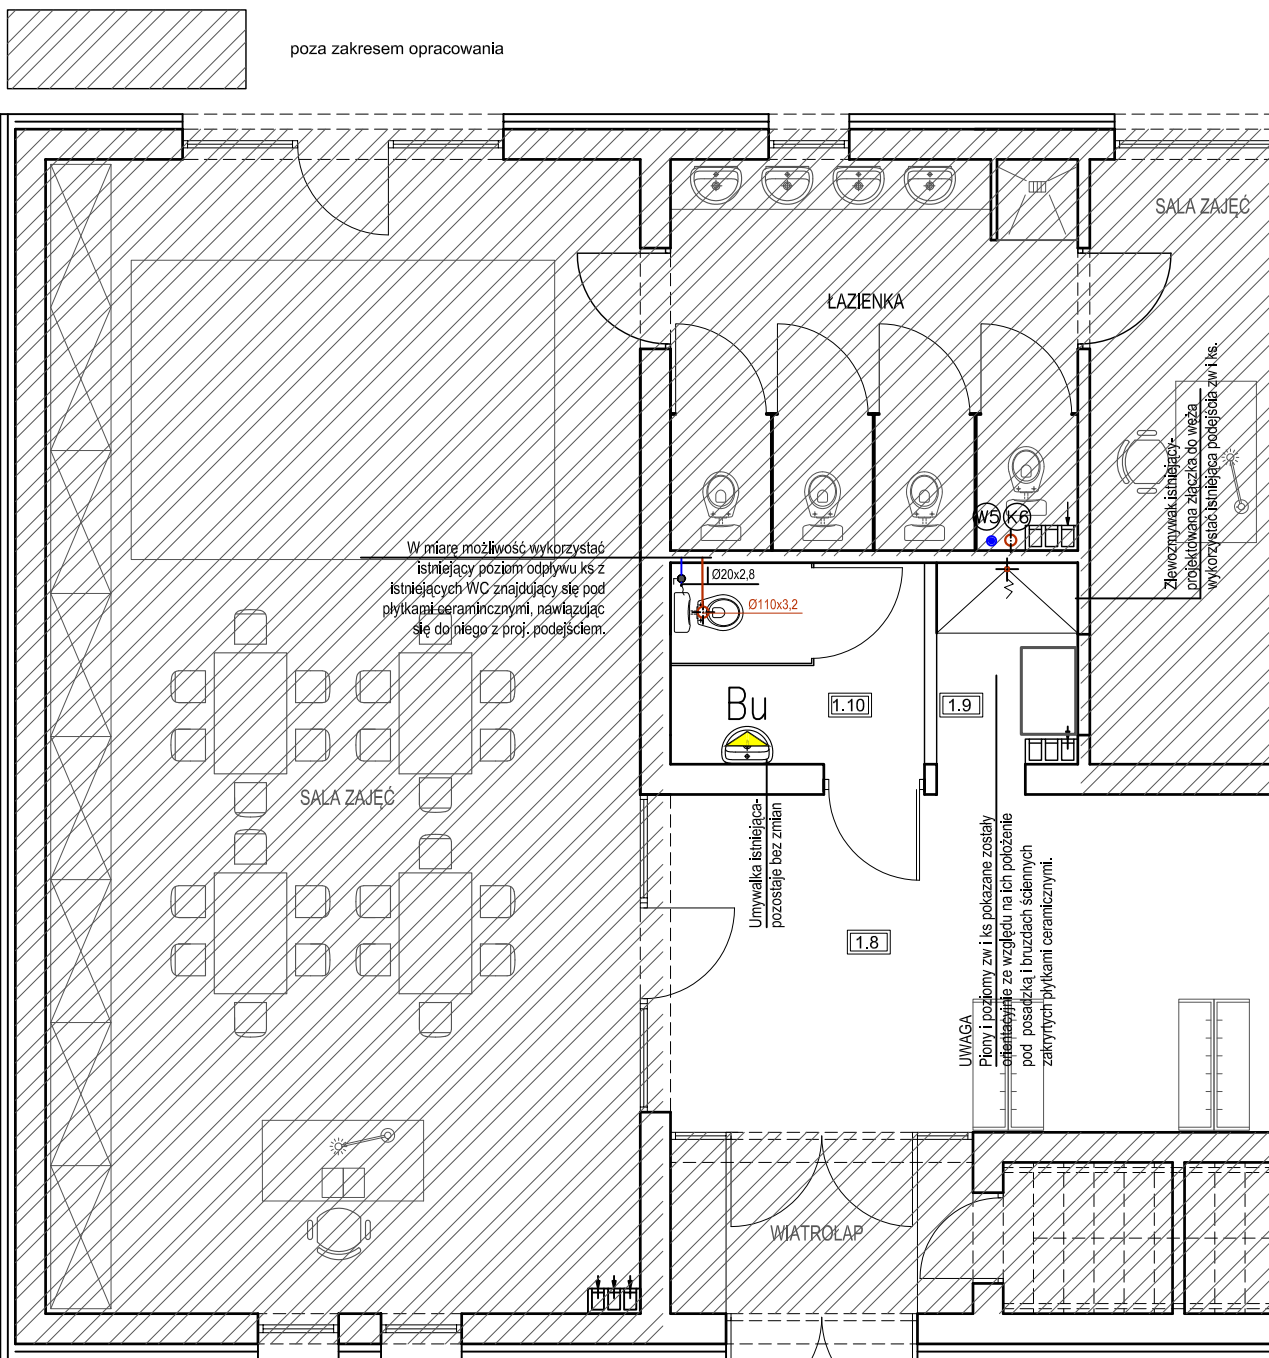 poza zakresem opracowania
SALA ZAJĘĆ
ŁAZIENKA
W5
K6
Zlewozmywak istniejący-
projektowana złączka do węża
wykorzystać istniejąca podejścia zw i ks.
W miarę możliwość wykorzystać
istniejący poziom odpływu ks z
istniejących WC znajdujący się pod
płytkami ceramincznymi, nawiązując
się do niego z proj. podejściem.
Ø20x2,8
Ø110x3,2
Bu
1.10
1.9
SALA ZAJĘĆ
Umywalka istniejąca-
pozostaje bez zmian
UWAGA
Piony i poziomy zw i ks pokazane zostały
orientacyjnie ze względu na ich położenie
pod posadzką i bruzdach ściennych
zakryrtych płytkami ceramicznymi.
1.8
WIATROŁAP